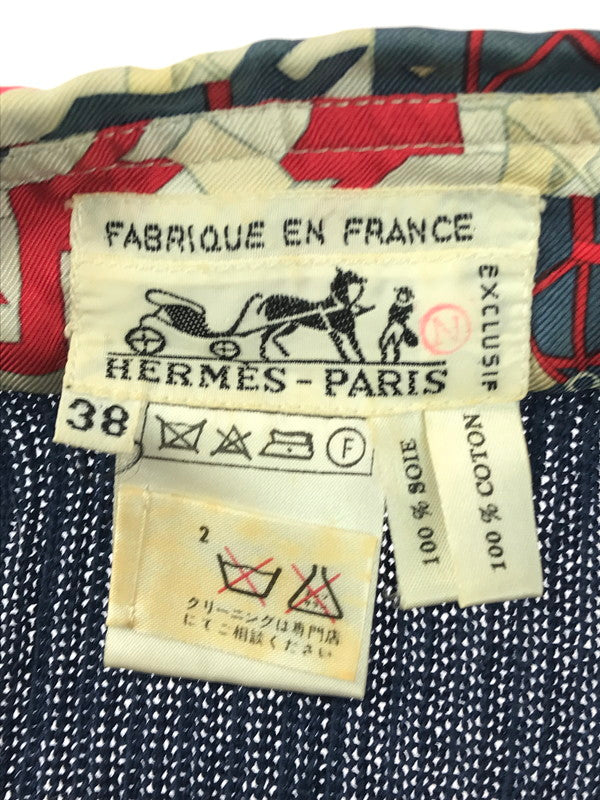 FABRIQUE EN FRANCE
EXCLUSIF
HERMÈS-PARIS
38
F
100 % SOIE
100 % COTON
2
クリーニングは専門店
にてご相談ください